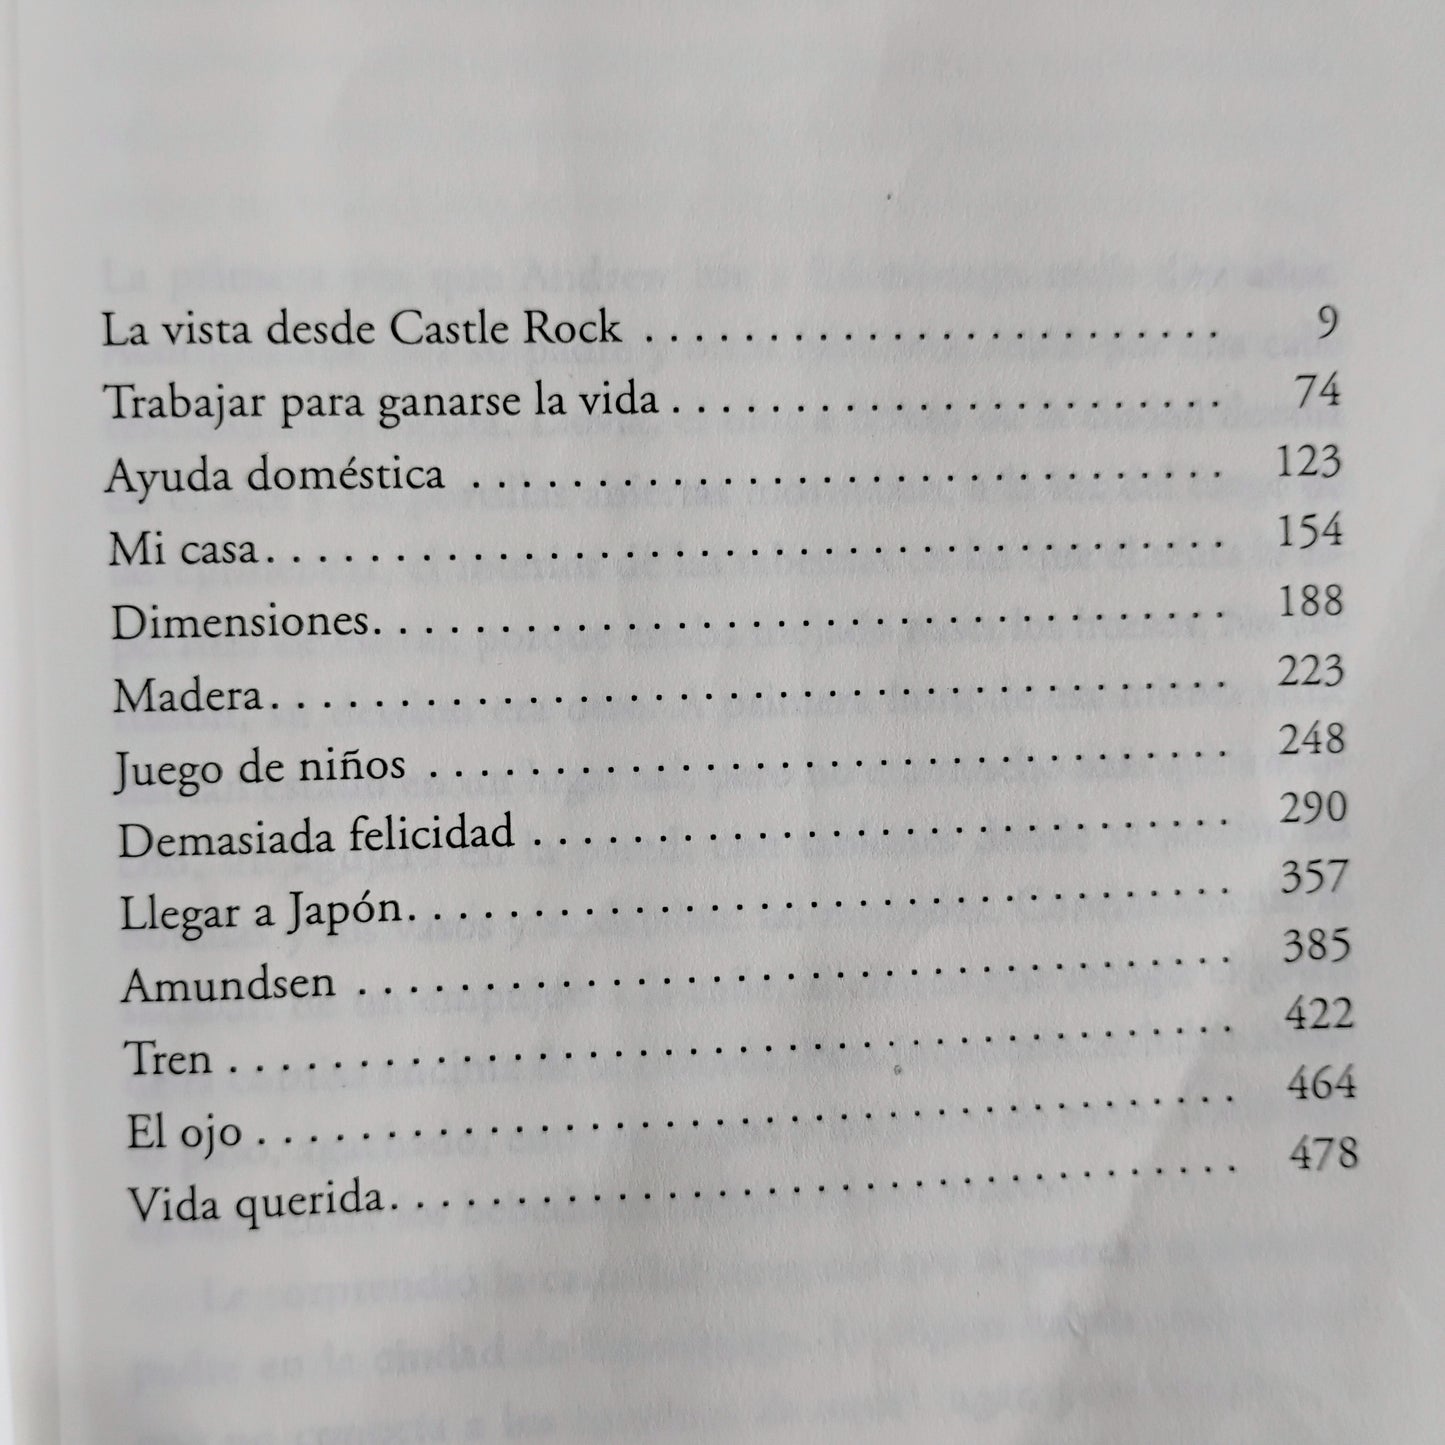 La vista desde Castle Rock . . . . . . . . . . . . . . . . . . . . . . . 9
Trabajar para ganarse la vida . . . . . . . . . . . . . . . . . . . . . . 74
Ayuda doméstica . . . . . . . . . . . . . . . . . . . . . . . . . . . . . . 123
Mi casa. . . . . . . . . . . . . . . . . . . . . . . . . . . . . . . . . . . . . . 154
Dimensiones. . . . . . . . . . . . . . . . . . . . . . . . . . . . . . . . . . 188
Madera. . . . . . . . . . . . . . . . . . . . . . . . . . . . . . . . . . . . . . 223
Juego de niños . . . . . . . . . . . . . . . . . . . . . . . . . . . . . . . . 248
Demasiada felicidad . . . . . . . . . . . . . . . . . . . . . . . . . . . . 290
Llegar a Japón. . . . . . . . . . . . . . . . . . . . . . . . . . . . . . . . . 357
Amundsen . . . . . . . . . . . . . . . . . . . . . . . . . . . . . . . . . . . 385
Tren . . . . . . . . . . . . . . . . . . . . . . . . . . . . . . . . . . . . . . . . 422
El ojo . . . . . . . . . . . . . . . . . . . . . . . . . . . . . . . . . . . . . . . 464
Vida querida. . . . . . . . . . . . . . . . . . . . . . . . . . . . . . . . . . 478